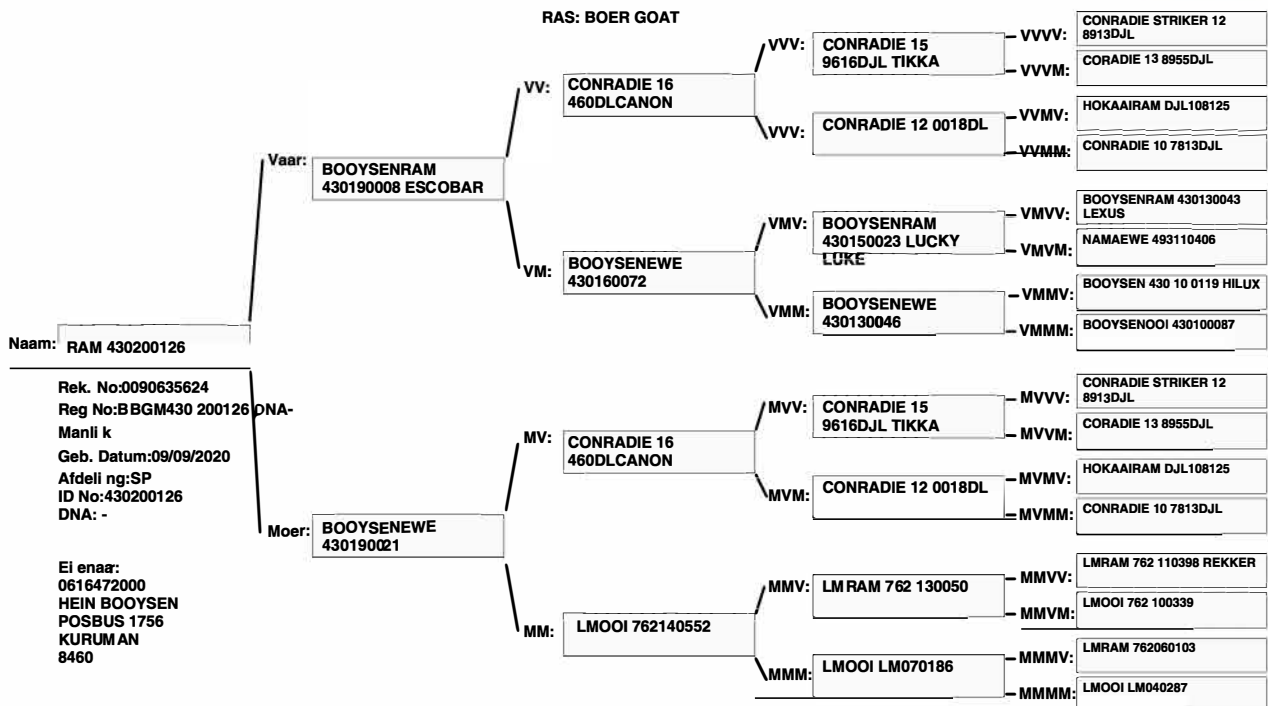 RAS: BOER GOAT
Naam: RAM 430200126
Rek. No:0090635624
Reg No:BBGM430 200126 DNA-
Manli k
Geb. Datum:09/09/2020
Afdeli ng:SP
ID No:430200126
DNA: -
Ei enaar:
0616472000
HEIN BOOYSEN
POSBUS 1756
KURUMAN
8460
Vaar: BOOYSENRAM
430190008 ESCOBAR
Moer: BOOYSENEWE
430190021
VV: CONRADIE 16
460DLCANON
VM: BOOYSENEWE
430160072
MV: CONRADIE 16
460DLCANON
MM: LMOOI 762140552
VVV: CONRADIE 15
9616DJL TIKKA
VVV: CONRADIE 12 0018DL
VMV: BOOYSENRAM
430150023 LUCKY
LUKE
VMM: BOOYSENEWE
430130046
MVV: CONRADIE 15
9616DJL TIKKA
MVM: CONRADIE 12 0018DL
MMV: LMRAM 762 130050
MMM: LMOOI LM070186
VVVV: CONRADIE STRIKER 12
8913DJL
VVVM: CORADIE 13 8955DJL
VVMV: HOKAAIRAM DJL108125
VVMM: CONRADIE 10 7813DJL
VMVV: BOOYSENRAM 430130043
LEXUS
VMVM: NAMAEWE 493110406
VMMV: BOOYSEN 430 10 0119 HILUX
VMMM: BOOYSENOOI 430100087
MVVV: CONRADIE STRIKER 12
8913DJL
MVVM: CORADIE 13 8955DJL
MVMV: HOKAAIRAM DJL108125
MVMM: CONRADIE 10 7813DJL
MMVV: LMRAM 762 110398 REKKER
MMVM: LMOOI 762 100339
MMMV: LMRAM 762060103
MMMM: LMOOI LM040287